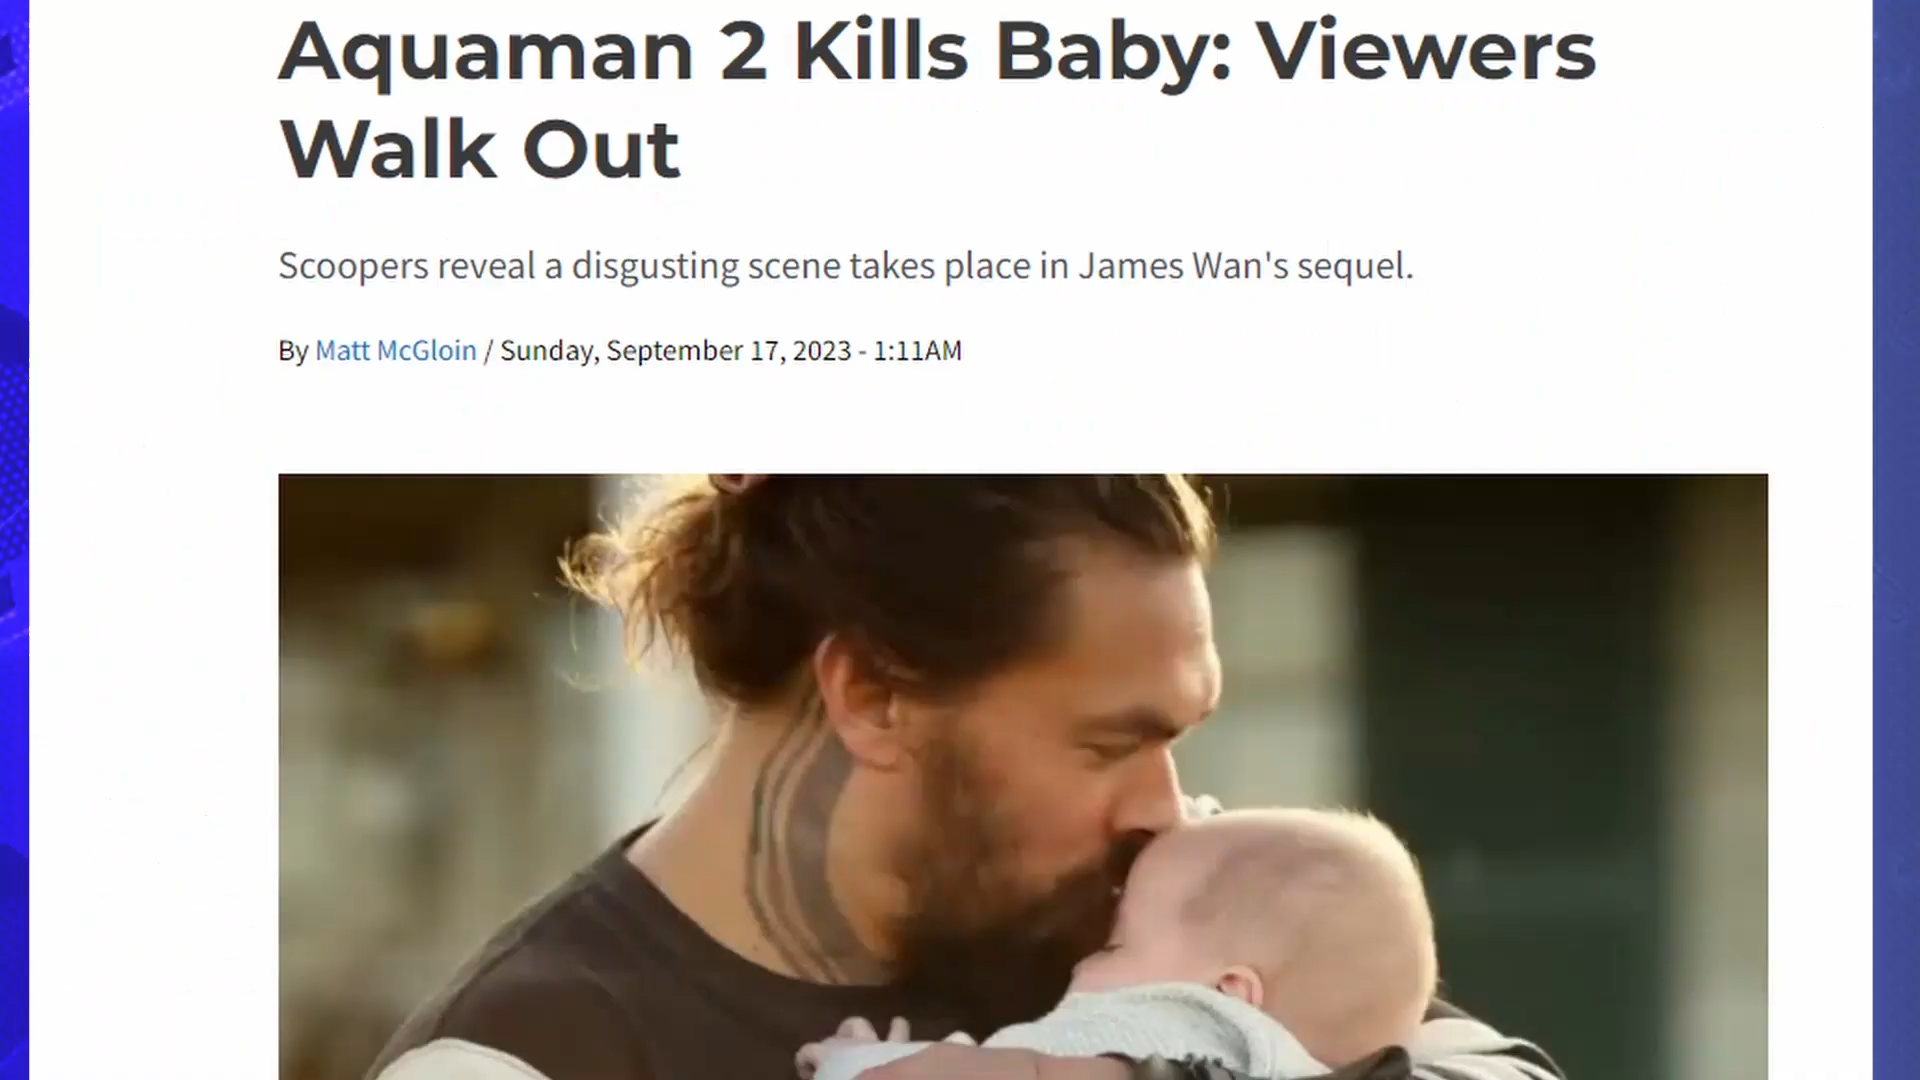 Aquaman 2 Kills Baby: Viewers
Walk Out
Scoopers reveal a disgusting scene takes place in James Wan's sequel.
By Matt McGloin / Sunday, September 17, 2023 - 1:11AM